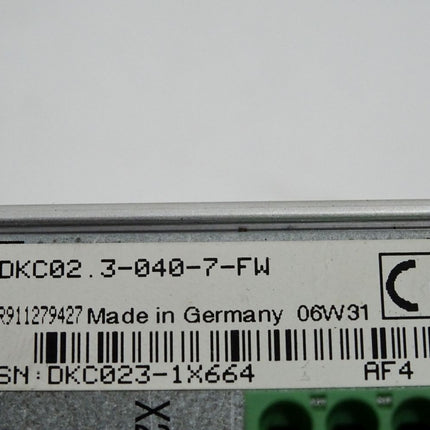 DKC02.3-040-7-FW
R911279427 Made in Germany 06W31
SN: DKC023-1X664 AF4